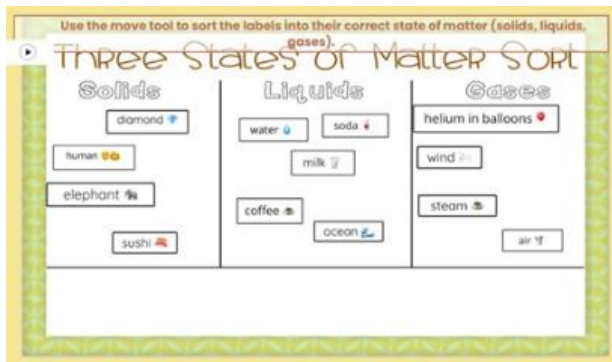 Use the move tool to sort the labels into their correct state of matter (solids, liquids,
gases).
Three States of Matter Sort
Solids
Liquids
Gases
diamond
human
elephant
sushi
water
soda
milk
coffee
ocean
helium in balloons
wind
steam
air